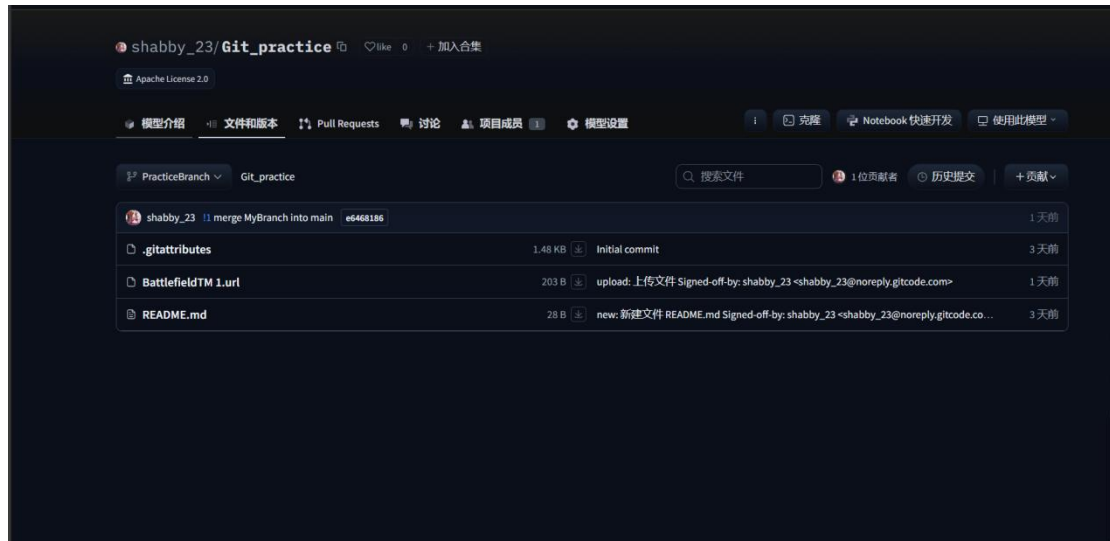 shabby_23/Git_practice like 0 +加入合集
Apache License 2.0
模型介绍 文件和版本 Pull Requests 讨论 项目成员 1 模型设置 克隆 Notebook 快速开发 使用此模型
PracticeBranch Git_practice 搜索文件 1位贡献者 历史提交 +贡献
shabby_23 !1 merge MyBranch into main e6468186 1天前
.gitattributes 1.48 KB Initial commit 3天前
BattlefieldTM 1.url 203 B upload: 上传文件 Signed-off-by: shabby_23 <shabby_23@noreply.gitcode.com> 1天前
README.md 28 B new: 新建文件 README.md Signed-off-by: shabby_23 <shabby_23@noreply.gitcode.co... 3天前